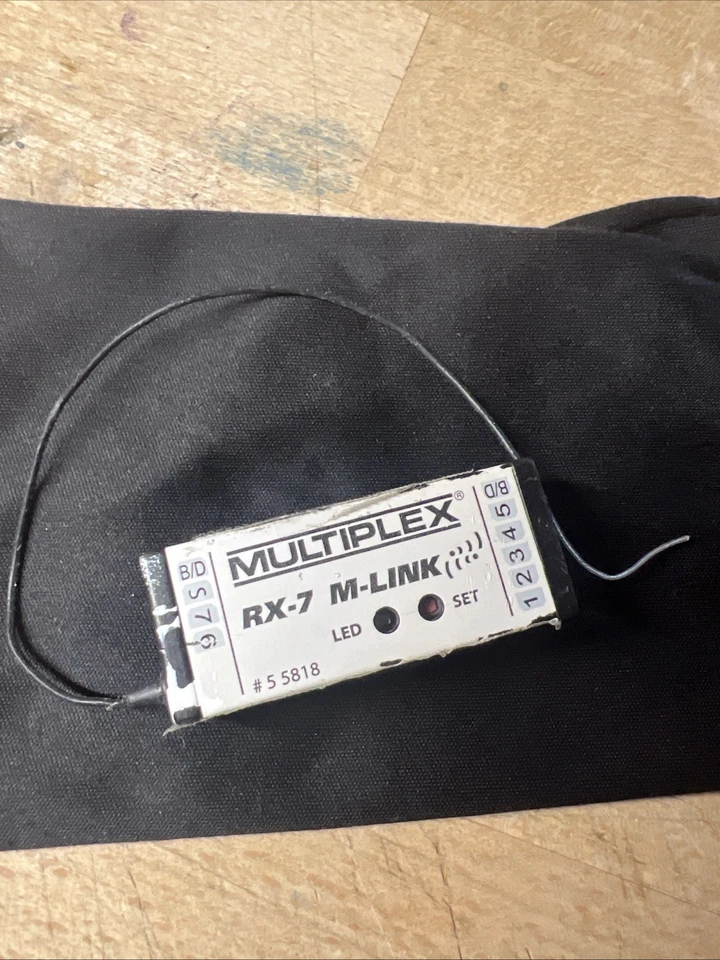 MULTIPLEX®
RX-7 M-LINK
LED
SET
# 5 5818
B/D
S
7
6
B/D
5
4
3
2
1